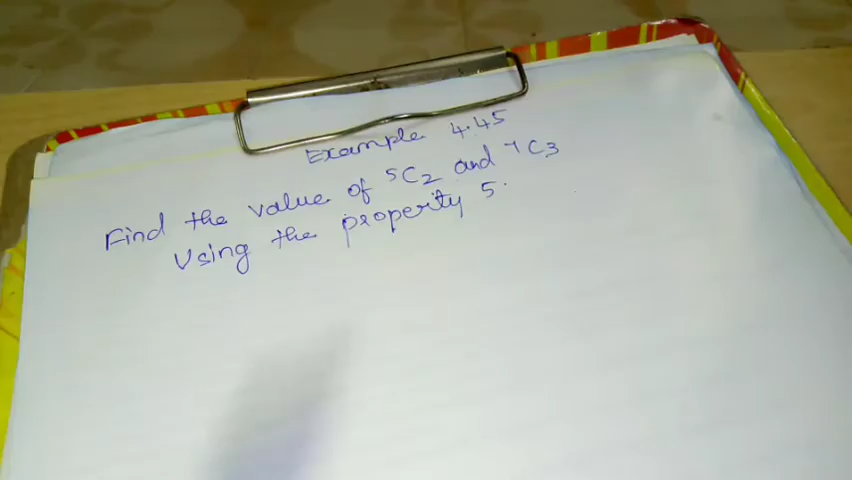 Example 4.45
Find the value of ⁵C₂ and ⁷C₃
Using the property 5.